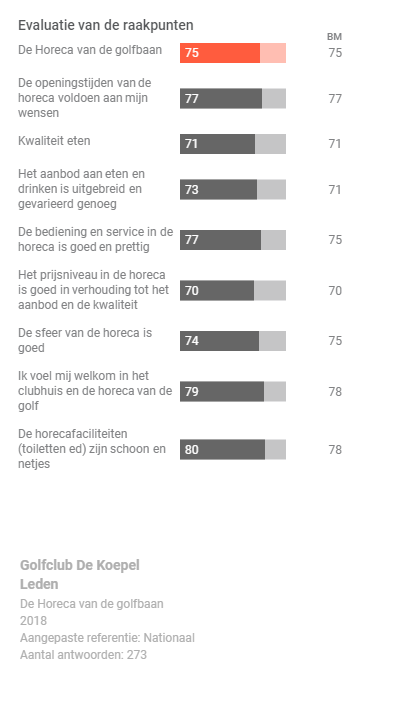 Evaluatie van de raakpunten
BM
De Horeca van de golfbaan
75
75
De openingstijden van de
horeca voldoen aan mijn
wensen
77
77
Kwaliteit eten
71
71
Het aanbod aan eten en
drinken is uitgebreid en
gevarieerd genoeg
73
71
De bediening en service in de
horeca is goed en prettig
77
75
Het prijsniveau in de horeca
is goed in verhouding tot het
aanbod en de kwaliteit
70
70
De sfeer van de horeca is
goed
74
75
Ik voel mij welkom in het
clubhuis en de horeca van de
golf
79
78
De horecafaciliteiten
(toiletten ed) zijn schoon en
netjes
80
78
Golfclub De Koepel
Leden
De Horeca van de golfbaan
2018
Aangepaste referentie: Nationaal
Aantal antwoorden: 273